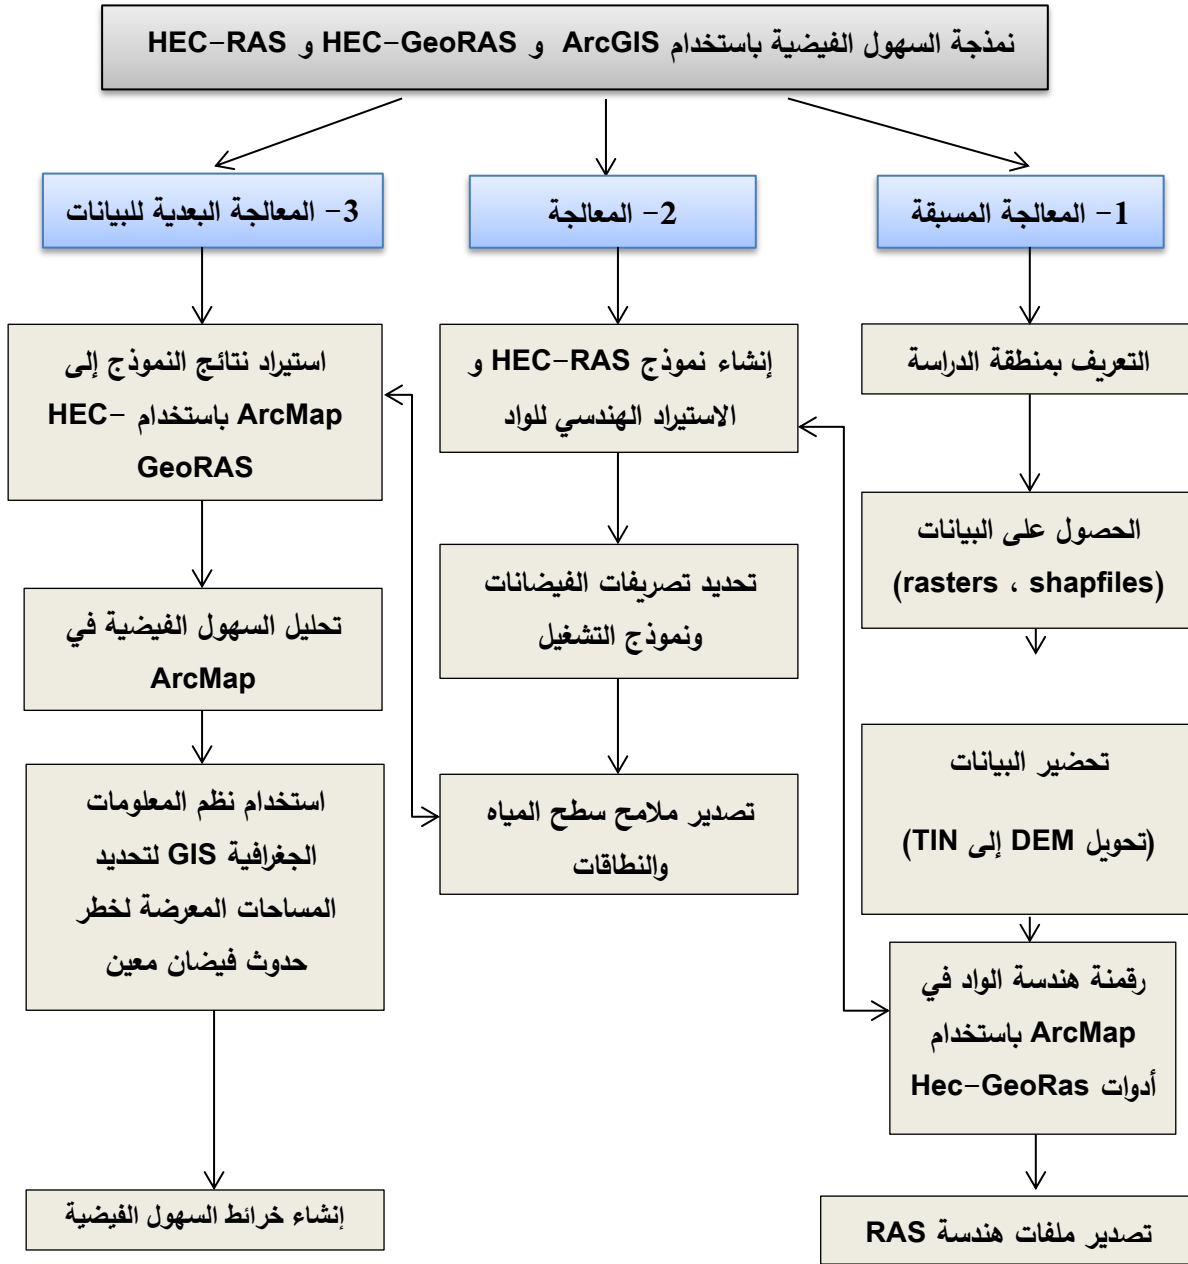 نمذجة السهول الفيضية باستخدام ArcGIS و HEC-GeoRAS و HEC-RAS
1- المعالجة المسبقة
2- المعالجة
3- المعالجة البعدية للبيانات
التعريف بمنطقة الدراسة
الحصول على البيانات
(rasters ، shapfiles)
تحضير البيانات
(تحويل DEM إلى TIN)
رقمنة هندسة الواد في
ArcMap باستخدام
أدوات Hec-GeoRas
تصدير ملفات هندسة RAS
إنشاء نموذج HEC-RAS و
الاستيراد الهندسي للواد
تحديد تصريفات الفيضانات
ونموذج التشغيل
تصدير ملامح سطح المياه
والنطاقات
استيراد نتائج النموذج إلى
ArcMap باستخدام HEC-
GeoRAS
تحليل السهول الفيضية في
ArcMap
استخدام نظم المعلومات
الجغرافية GIS لتحديد
المساحات المعرضة لخطر
حدوث فيضان معين
إنشاء خرائط السهول الفيضية